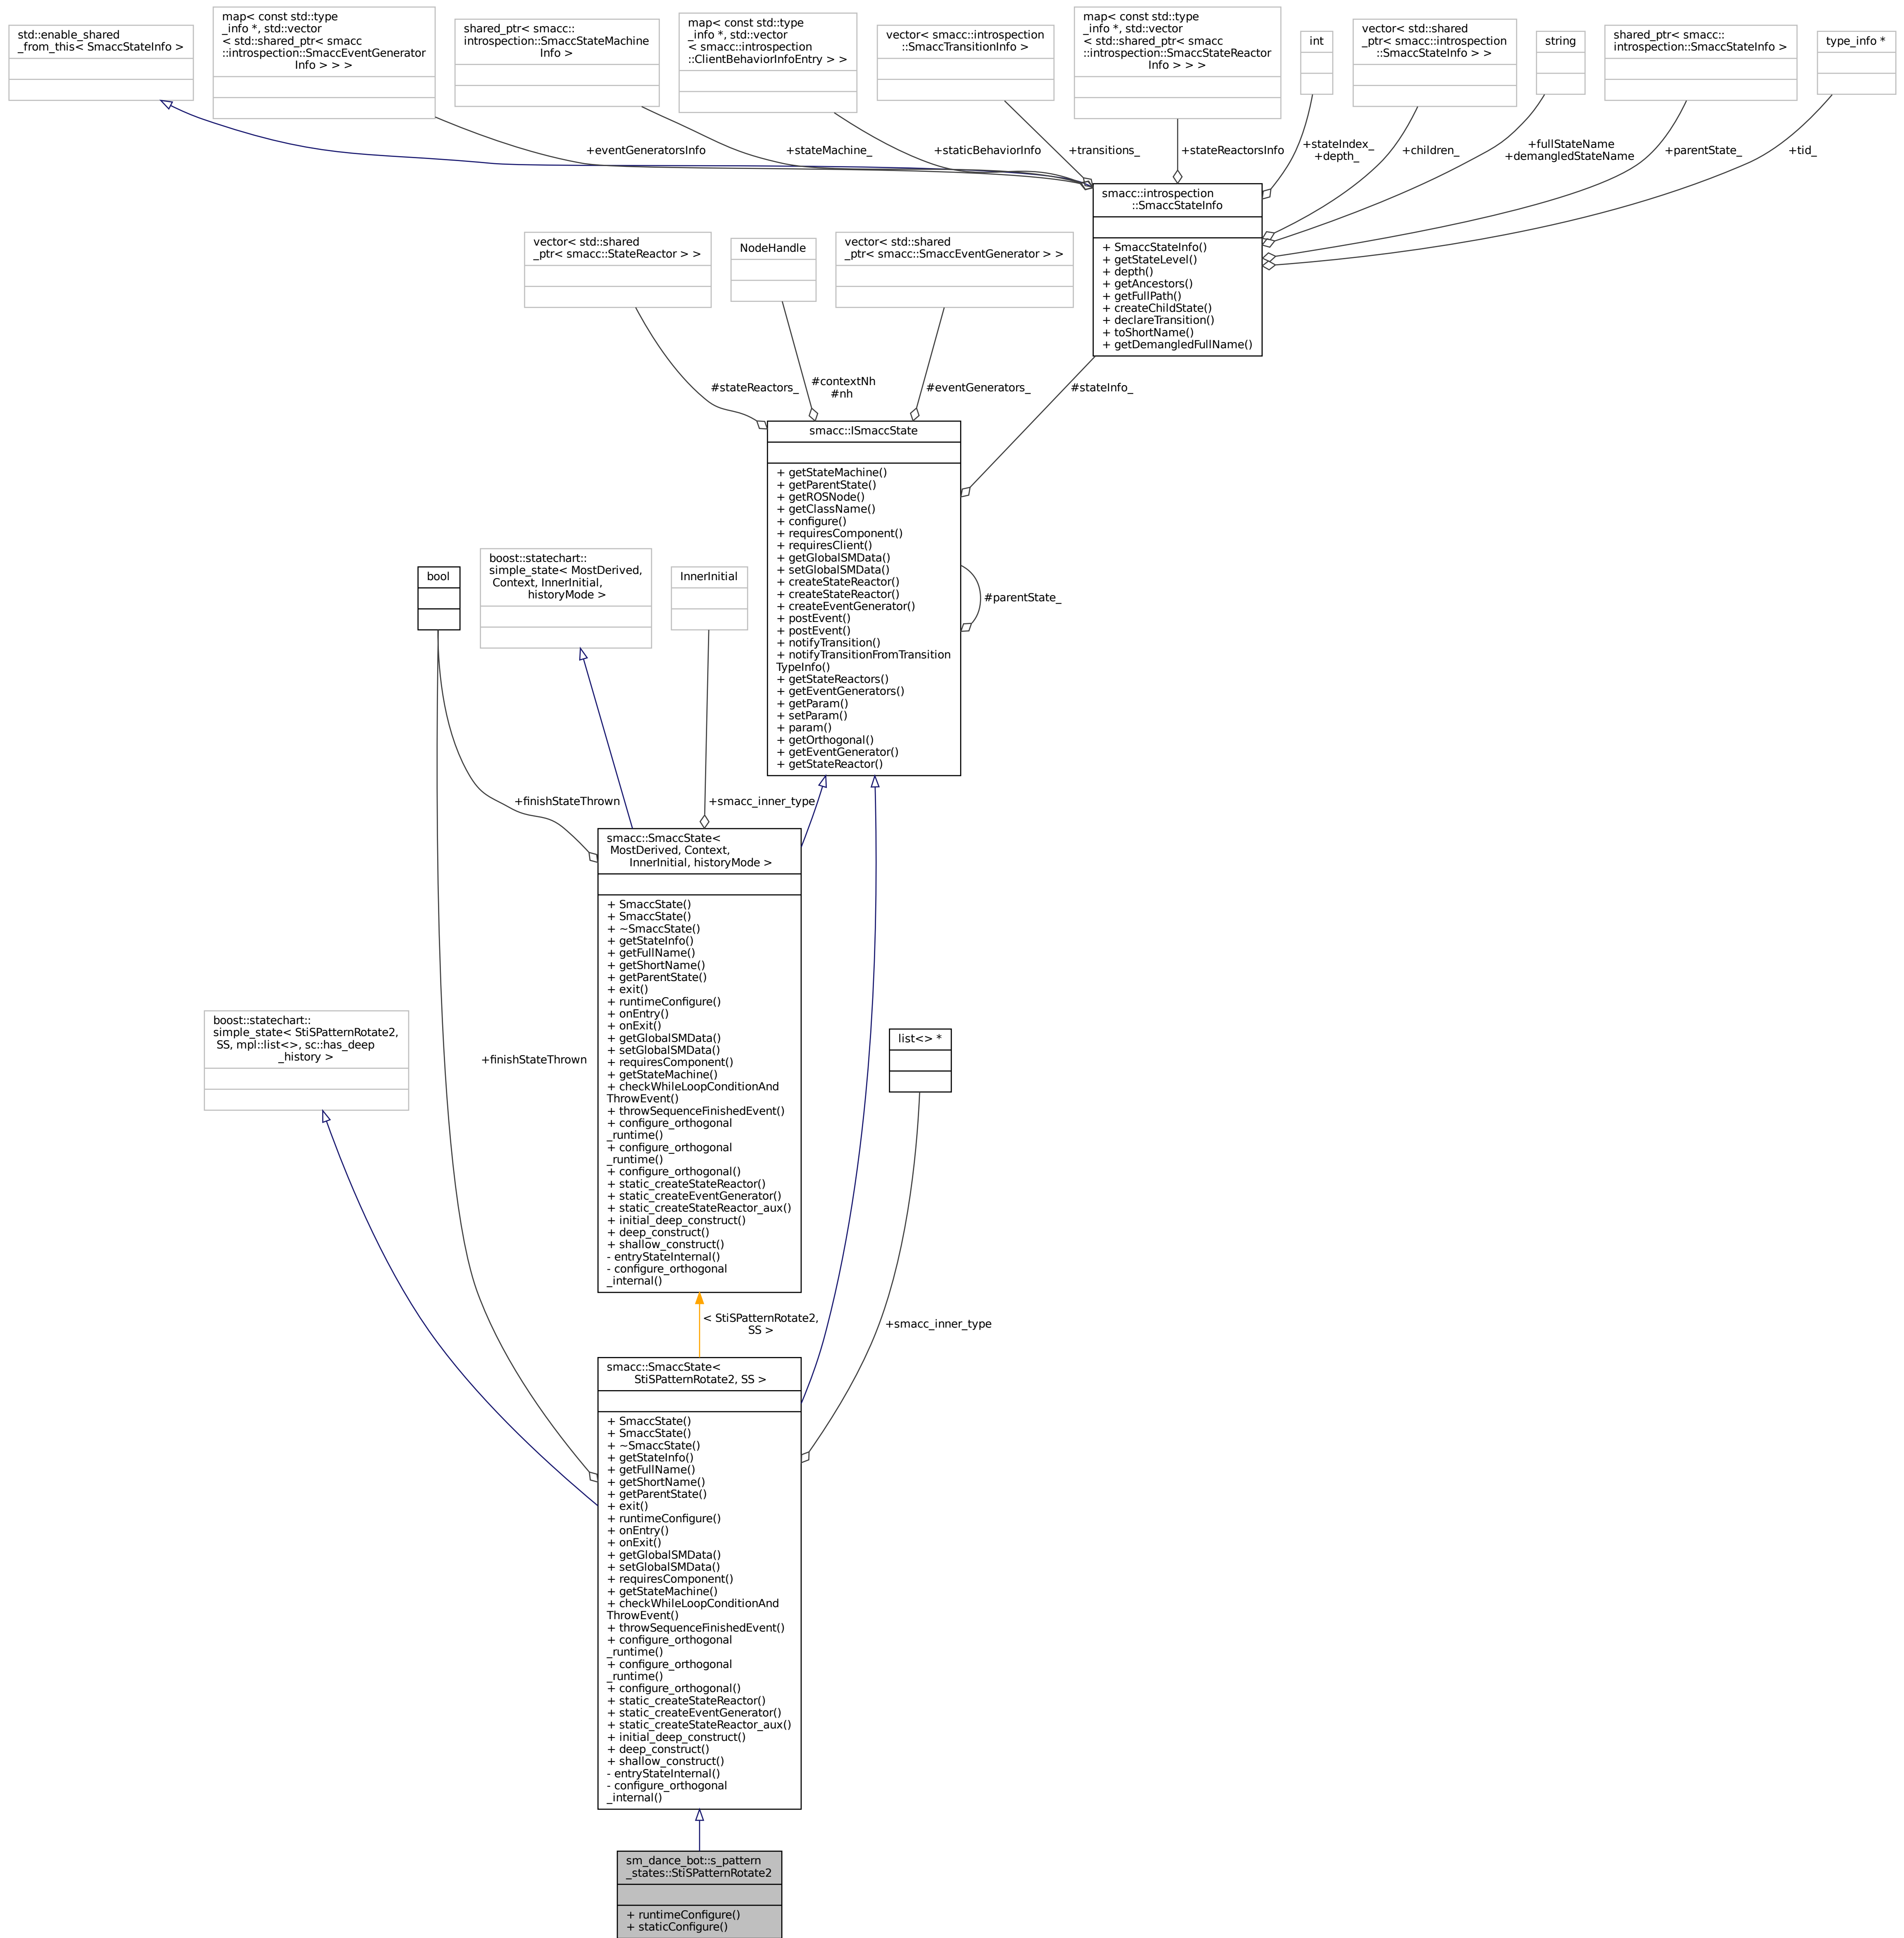 std::enable_shared
_from_this< SmaccStateInfo >
map< const std::type
_info *, std::vector
< std::shared_ptr< smacc
::introspection::SmaccEventGenerator
Info > > >
shared_ptr< smacc::
introspection::SmaccStateMachine
Info >
map< const std::type
_info *, std::vector
< smacc::introspection
::ClientBehaviorInfoEntry > >
vector< smacc::introspection
::SmaccTransitionInfo >
map< const std::type
_info *, std::vector
< std::shared_ptr< smacc
::introspection::SmaccStateReactor
Info > > >
int
vector< std::shared
_ptr< smacc::introspection
::SmaccStateInfo > >
string
shared_ptr< smacc::
introspection::SmaccStateInfo >
type_info *
+eventGeneratorsInfo
+stateMachine_
+staticBehaviorInfo
+transitions_
+stateReactorsInfo
+stateIndex_
+depth_
+children_
+fullStateName
+demangledStateName
+parentState_
+tid_
smacc::introspection
::SmaccStateInfo
+ SmaccStateInfo()
+ getStateLevel()
+ depth()
+ getAncestors()
+ getFullPath()
+ createChildState()
+ declareTransition()
+ toShortName()
+ getDemangledFullName()
vector< std::shared
_ptr< smacc::StateReactor > >
NodeHandle
vector< std::shared
_ptr< smacc::SmaccEventGenerator > >
#stateReactors_
#contextNh
#nh
#eventGenerators_
#stateInfo_
smacc::ISmaccState
+ getStateMachine()
+ getParentState()
+ getROSNode()
+ getClassName()
+ configure()
+ requiresComponent()
+ requiresClient()
+ getGlobalSMData()
+ setGlobalSMData()
+ createStateReactor()
+ createStateReactor()
+ createEventGenerator()
+ postEvent()
+ postEvent()
+ notifyTransition()
+ notifyTransitionFromTransition
TypeInfo()
+ getStateReactors()
+ getEventGenerators()
+ getParam()
+ setParam()
+ param()
+ getOrthogonal()
+ getEventGenerator()
+ getStateReactor()
#parentState_
bool
boost::statechart::
simple_state< MostDerived,
Context, InnerInitial,
historyMode >
InnerInitial
+finishStateThrown
+smacc_inner_type
smacc::SmaccState<
MostDerived, Context,
InnerInitial, historyMode >
+ SmaccState()
+ SmaccState()
+ ~SmaccState()
+ getStateInfo()
+ getFullName()
+ getShortName()
+ getParentState()
+ exit()
+ runtimeConfigure()
+ onEntry()
+ onExit()
+ getGlobalSMData()
+ setGlobalSMData()
+ requiresComponent()
+ getStateMachine()
+ checkWhileLoopConditionAnd
ThrowEvent()
+ throwSequenceFinishedEvent()
+ configure_orthogonal
_runtime()
+ configure_orthogonal
_runtime()
+ configure_orthogonal()
+ static_createStateReactor()
+ static_createEventGenerator()
+ static_createStateReactor_aux()
+ initial_deep_construct()
+ deep_construct()
+ shallow_construct()
- entryStateInternal()
- configure_orthogonal
_internal()
boost::statechart::
simple_state< StiSPatternRotate2,
SS, mpl::list<>, sc::has_deep
_history >
+finishStateThrown
list<> *
< StiSPatternRotate2,
SS >
+smacc_inner_type
smacc::SmaccState<
StiSPatternRotate2, SS >
+ SmaccState()
+ SmaccState()
+ ~SmaccState()
+ getStateInfo()
+ getFullName()
+ getShortName()
+ getParentState()
+ exit()
+ runtimeConfigure()
+ onEntry()
+ onExit()
+ getGlobalSMData()
+ setGlobalSMData()
+ requiresComponent()
+ getStateMachine()
+ checkWhileLoopConditionAnd
ThrowEvent()
+ throwSequenceFinishedEvent()
+ configure_orthogonal
_runtime()
+ configure_orthogonal
_runtime()
+ configure_orthogonal()
+ static_createStateReactor()
+ static_createEventGenerator()
+ static_createStateReactor_aux()
+ initial_deep_construct()
+ deep_construct()
+ shallow_construct()
- entryStateInternal()
- configure_orthogonal
_internal()
sm_dance_bot::s_pattern
_states::StiSPatternRotate2
+ runtimeConfigure()
+ staticConfigure()